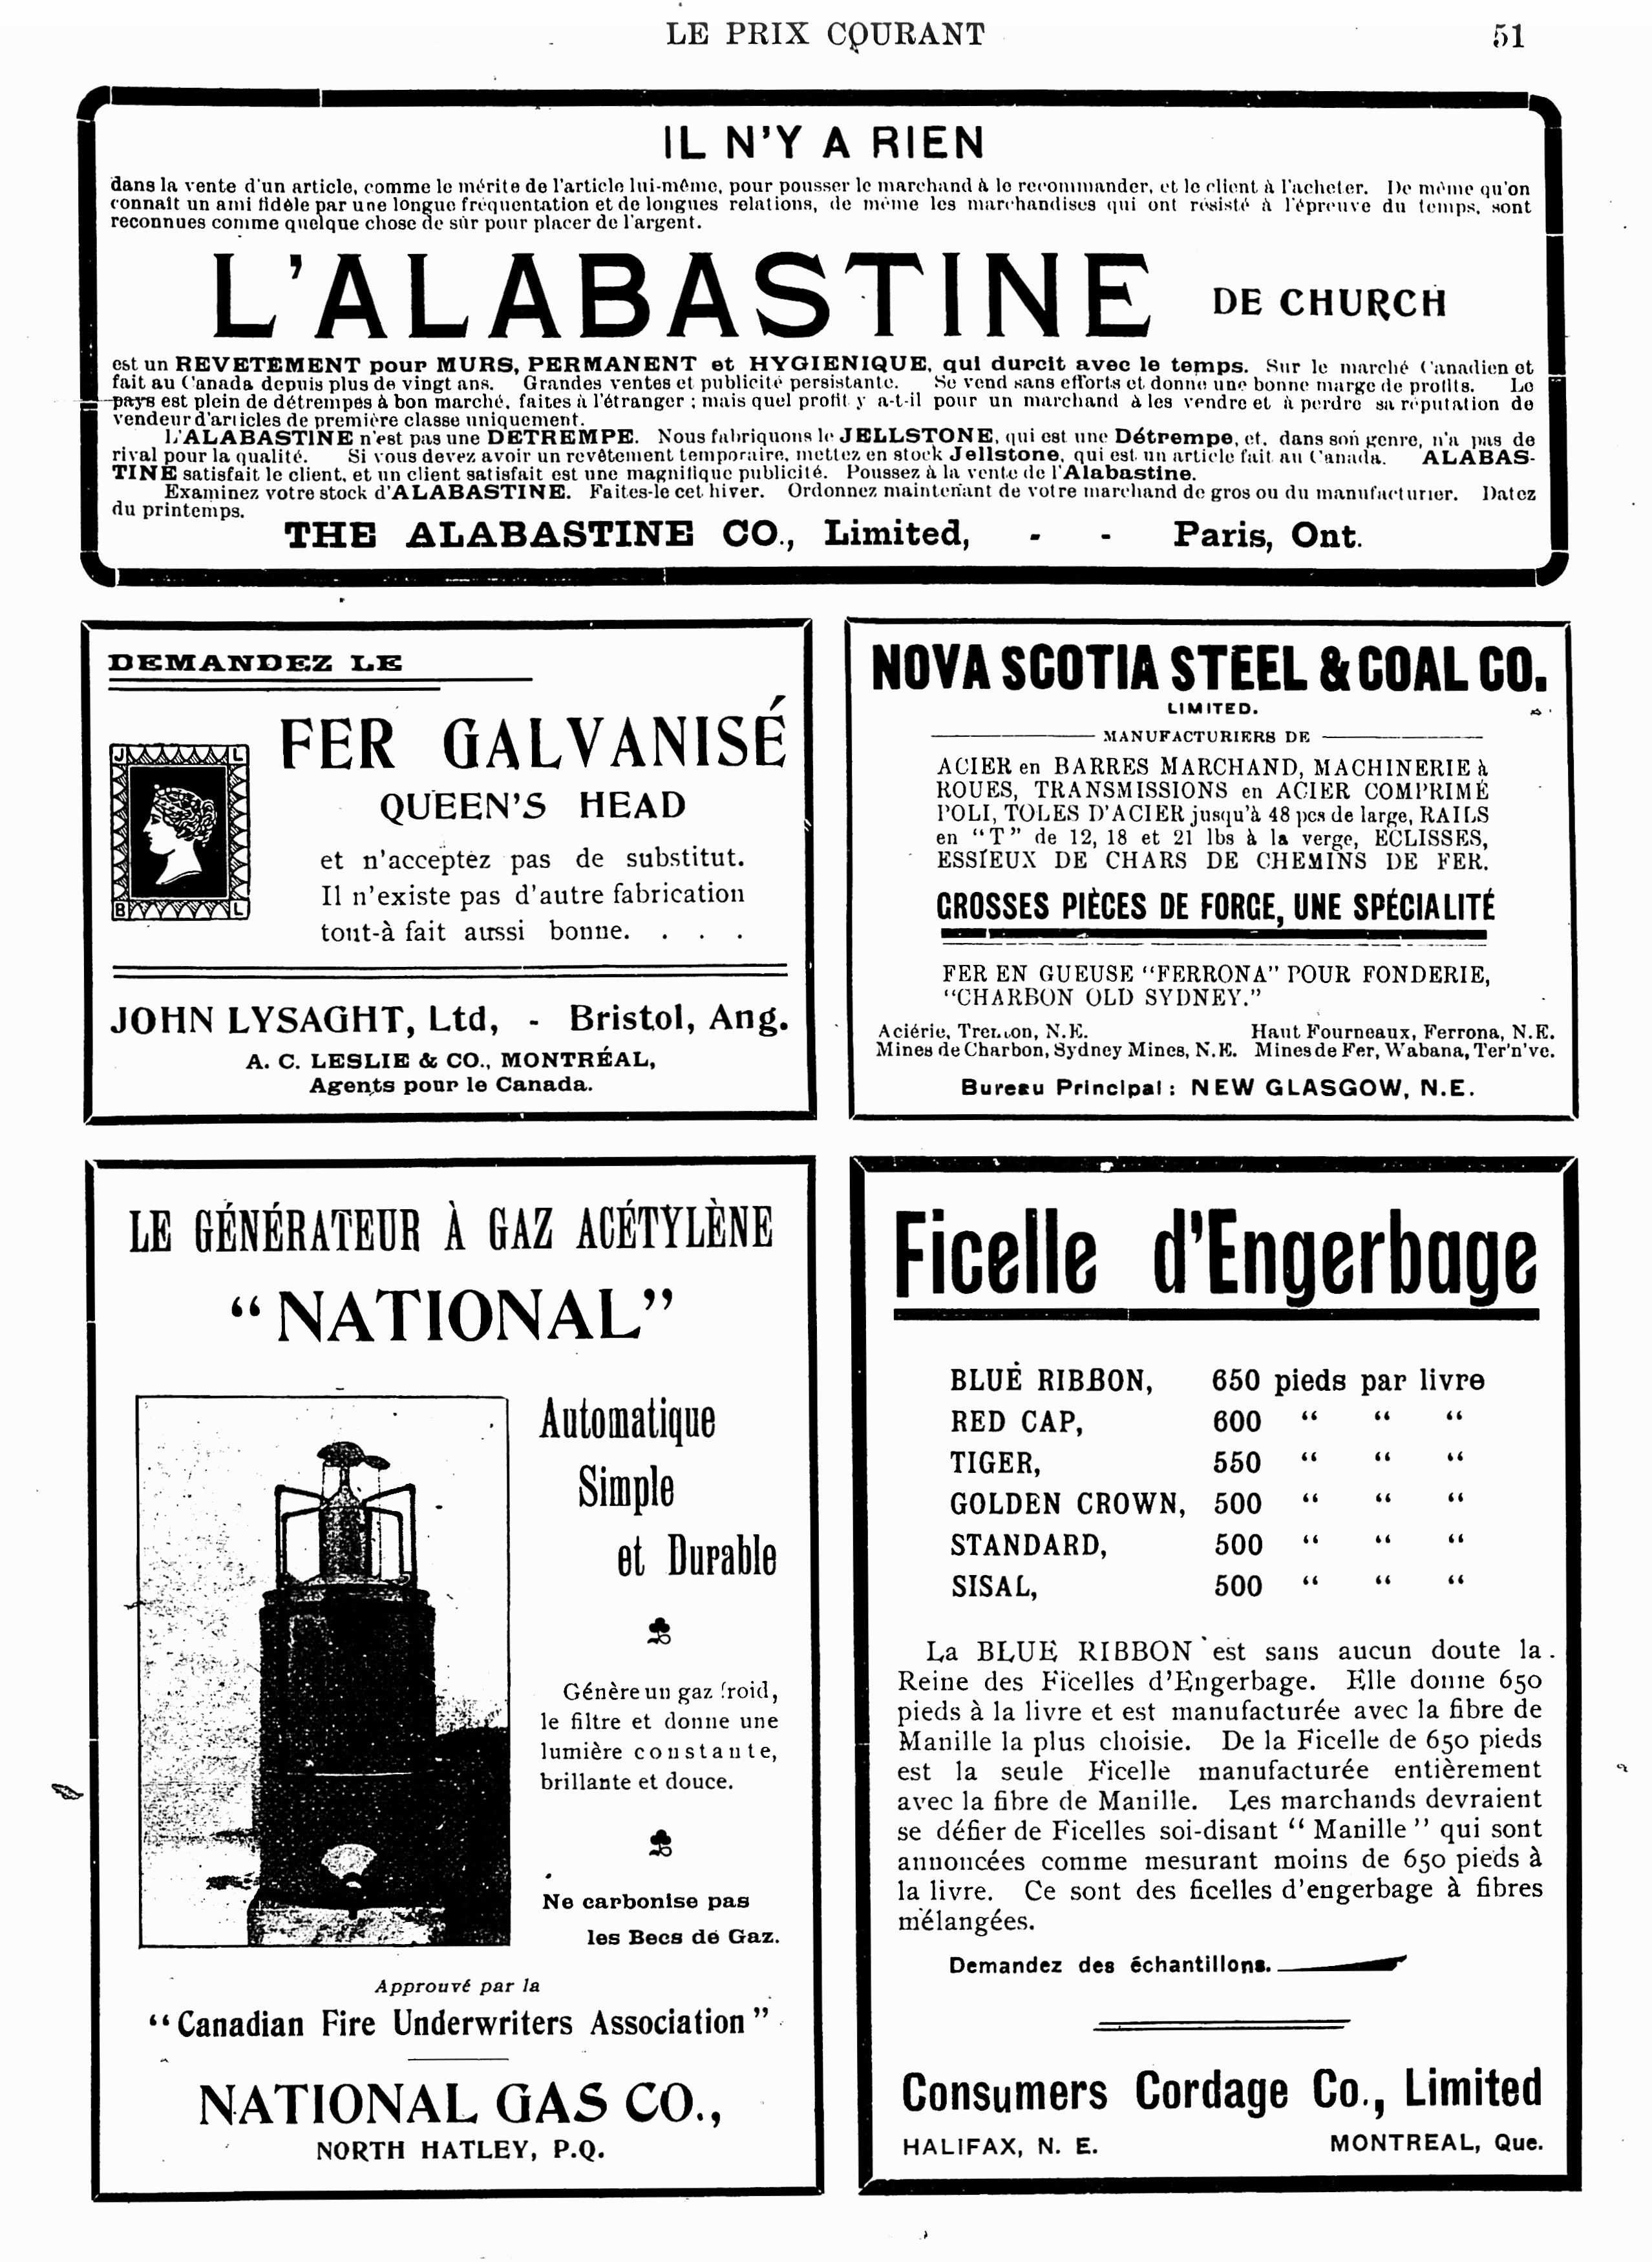 LE PRIX COURANT
51
IL N'Y A RIEN
dans la vente d'un article, comme le mérite de l'article lui-même, pour pousser le marchand à le recommander, et le client à l'acheter. De même qu'on
connaît un ami fidèle par une longue fréquentation et de longues relations, de même les marchandises qui ont résisté à l'épreuve du temps, sont
reconnues comme quelque chose de sûr pour placer de l'argent.
L'ALABASTINE DE CHURCH
est un REVETEMENT pour MURS, PERMANENT et HYGIENIQUE, qui durcit avec le temps. Sur le marché Canadien et
fait au Canada depuis plus de vingt ans. Grandes ventes et publicité persistante. Se vend sans efforts et donne une bonne marge de profits. Le
pays est plein de détrempes à bon marché, faites à l'étranger ; mais quel profit y a-t-il pour un marchand à les vendre et à perdre sa réputation de
vendeur d'articles de première classe uniquement.
L'ALABASTINE n'est pas une DETREMPE. Nous fabriquons le JELLSTONE, qui est une Détrempe, et, dans son genre, n'a pas de
rival pour la qualité. Si vous devez avoir un revêtement temporaire, mettez en stock Jellstone, qui est un article fait au Canada. ALABAS-
TINE satisfait le client, et un client satisfait est une magnifique publicité. Poussez à la vente de l'Alabastine.
Examinez votre stock d'ALABASTINE. Faites-le cet hiver. Ordonnez maintenant de votre marchand de gros ou du manufacturier. Datez
du printemps.
THE ALABASTINE CO., Limited, - - Paris, Ont.
DEMANDEZ LE
FER GALVANISÉ
QUEEN'S HEAD
J L
B L
et n'acceptez pas de substitut.
Il n'existe pas d'autre fabrication
tout-à fait aussi bonne. . . .
JOHN LYSAGHT, Ltd, - Bristol, Ang.
A. C. LESLIE & CO., MONTRÉAL,
Agents pour le Canada.
NOVA SCOTIA STEEL & COAL CO.
LIMITED.
MANUFACTURIERS DE
ACIER en BARRES MARCHAND, MACHINERIE à
ROUES, TRANSMISSIONS en ACIER COMPRIMÉ
POLI, TOLES D'ACIER jusqu'à 48 pcs de large, RAILS
en "T" de 12, 18 et 21 lbs à la verge, ECLISSES,
ESSIEUX DE CHARS DE CHEMINS DE FER.
GROSSES PIÈCES DE FORGE, UNE SPÉCIALITÉ
FER EN GUEUSE "FERRONA" POUR FONDERIE,
"CHARBON OLD SYDNEY."
Aciérie, Trenton, N.E. Haut Fourneaux, Ferrona, N.E.
Mines de Charbon, Sydney Mines, N.E. Mines de Fer, Wabana, Ter'n've.
Bureau Principal : NEW GLASGOW, N.E.
LE GÉNÉRATEUR À GAZ ACÉTYLÈNE
"NATIONAL"
Automatique
Simple
et Durable
Génère un gaz froid,
le filtre et donne une
lumière constante,
brillante et douce.
Ne carbonise pas
les Becs de Gaz.
Approuvé par la
"Canadian Fire Underwriters Association"
NATIONAL GAS CO.,
NORTH HATLEY, P.Q.
Ficelle d'Engerbage
BLUE RIBBON, 650 pieds par livre
RED CAP, 600 " " "
TIGER, 550 " " "
GOLDEN CROWN, 500 " " "
STANDARD, 500 " " "
SISAL, 500 " " "
La BLUE RIBBON est sans aucun doute la
Reine des Ficelles d'Engerbage. Elle donne 650
pieds à la livre et est manufacturée avec la fibre de
Manille la plus choisie. De la Ficelle de 650 pieds
est la seule Ficelle manufacturée entièrement
avec la fibre de Manille. Les marchands devraient
se défier de Ficelles soi-disant "Manille" qui sont
annoncées comme mesurant moins de 650 pieds à
la livre. Ce sont des ficelles d'engerbage à fibres
mélangées.
Demandez des échantillons.
Consumers Cordage Co., Limited
HALIFAX, N. E. MONTREAL, Que.